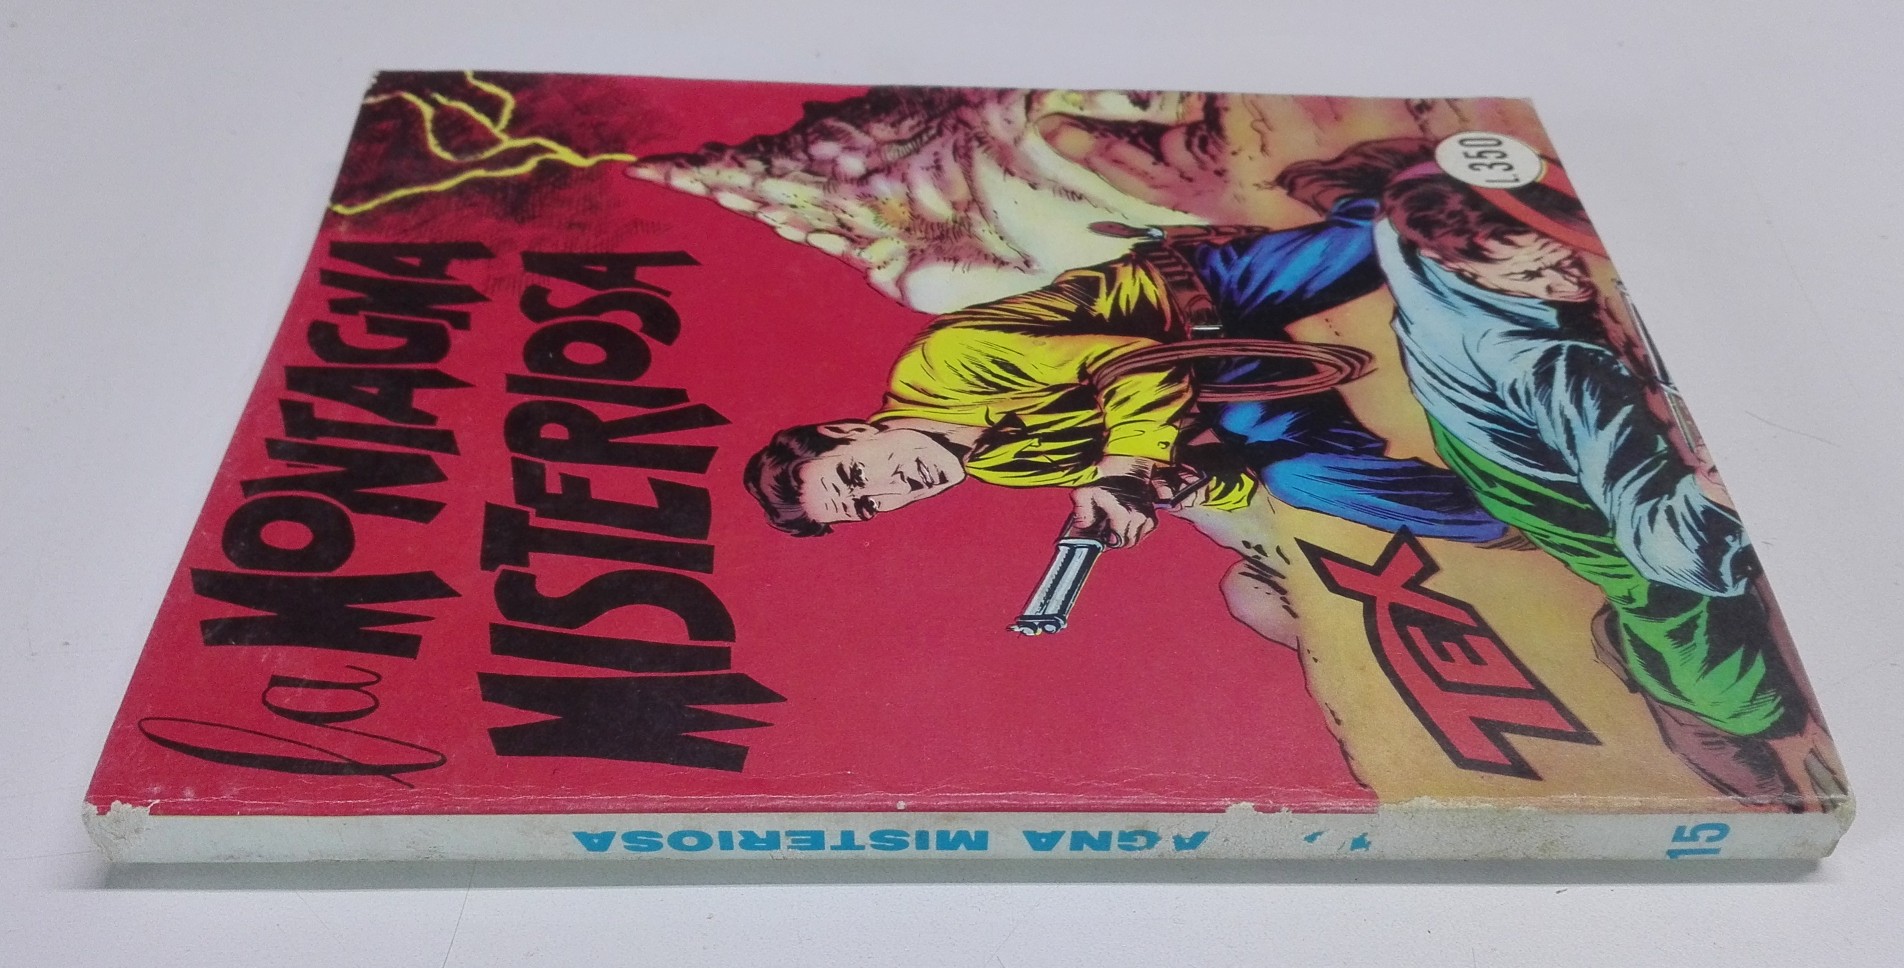 la MONTAGNA
MISTERIOSA
L.350
TEX
AGNA MISTERIOSA
15